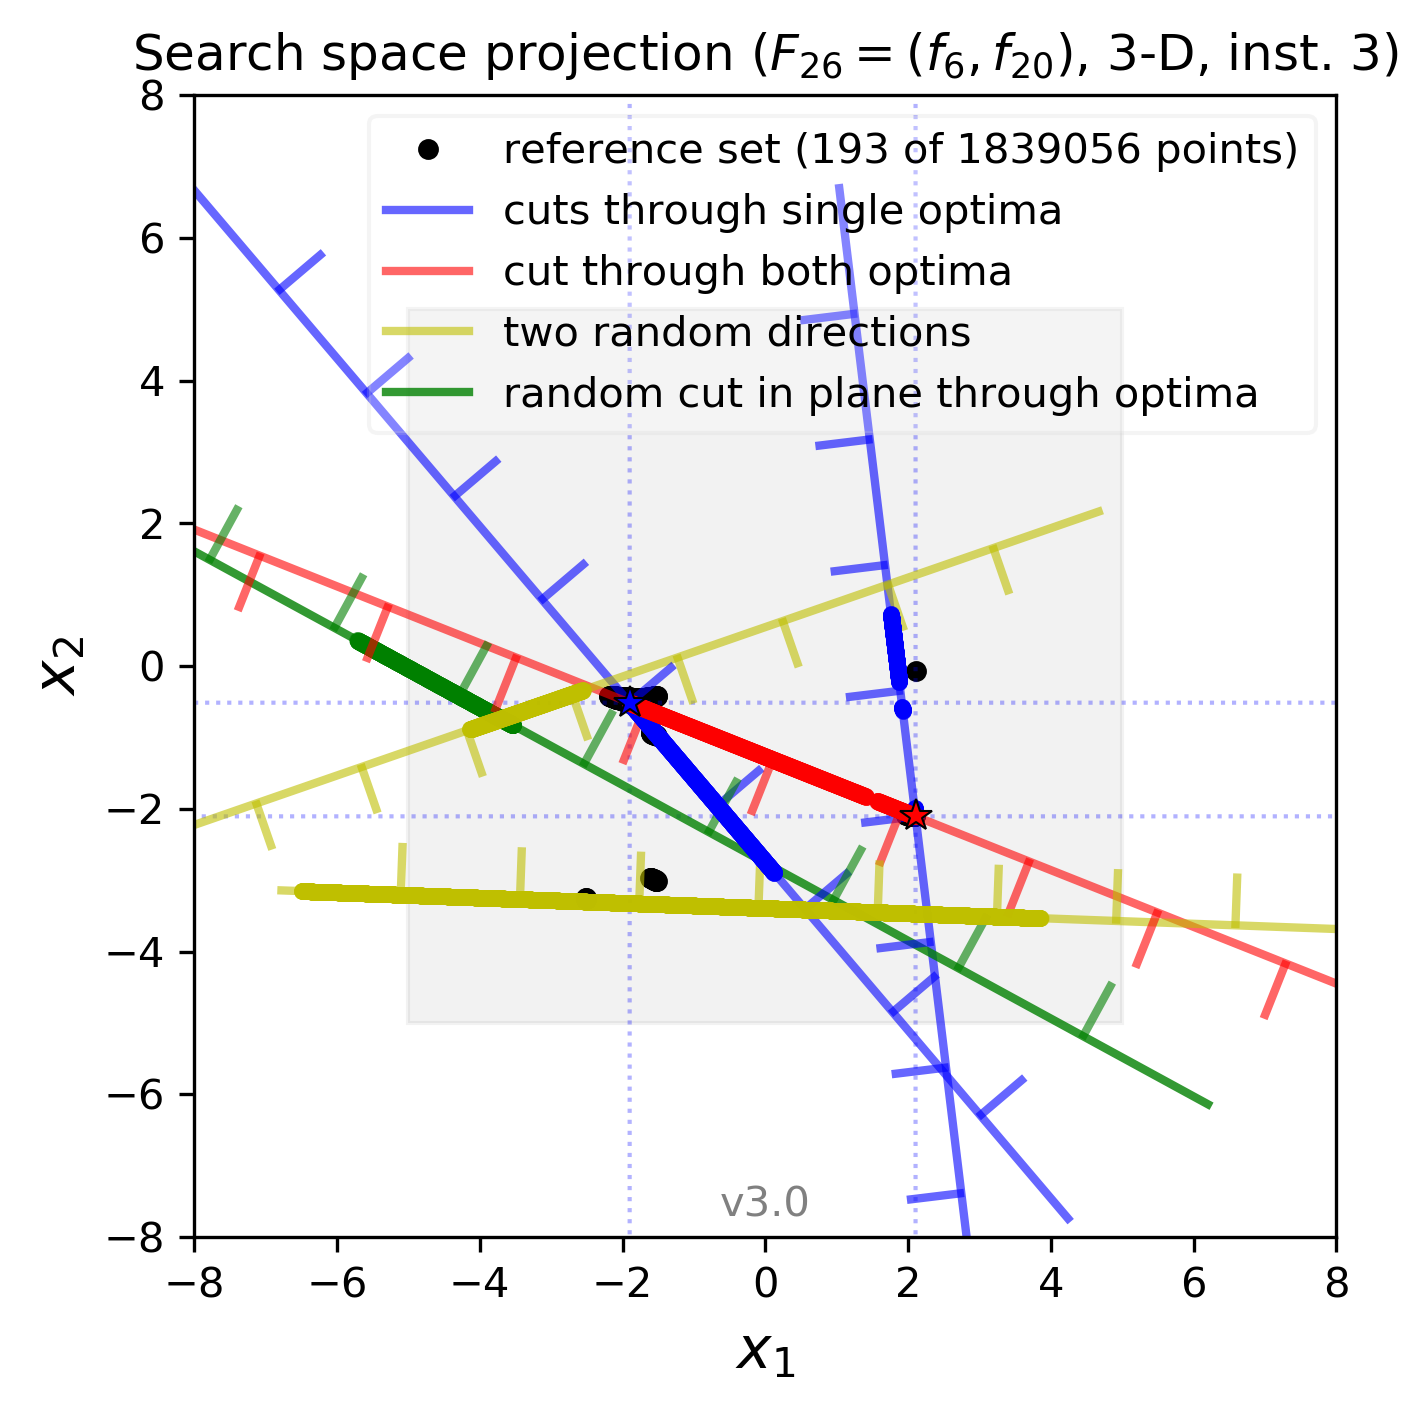 Search space projection (F26 = (f6, f20), 3-D, inst. 3)
reference set (193 of 1839056 points)
cuts through single optima
cut through both optima
two random directions
random cut in plane through optima
8
6
4
2
0
−2
−4
−6
−8
x2
v3.0
−8 −6 −4 −2 0 2 4 6 8
x1